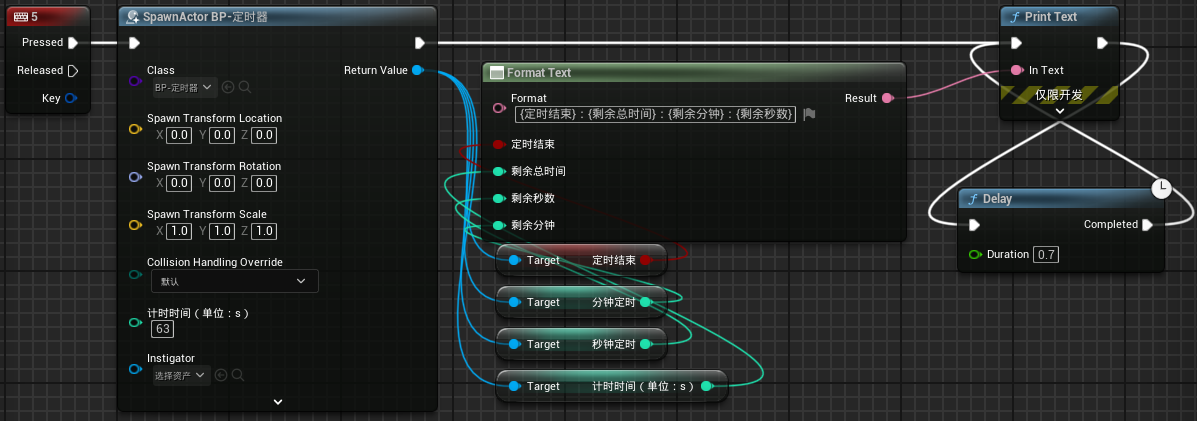 5
Pressed
Released
Key
SpawnActor BP-定时器
Class
BP-定时器
Return Value
Spawn Transform Location
X 0.0 Y 0.0 Z 0.0
Spawn Transform Rotation
X 0.0 Y 0.0 Z 0.0
Spawn Transform Scale
X 1.0 Y 1.0 Z 1.0
Collision Handling Override
默认
计时时间（单位：s）
63
Instigator
选择资产
Format Text
Format
{定时结束}：{剩余总时间}：{剩余分钟}：{剩余秒数}
Result
定时结束
剩余总时间
剩余秒数
剩余分钟
Target 定时结束
Target 分钟定时
Target 秒钟定时
Target 计时时间（单位：s）
Print Text
In Text
仅限开发
Delay
Completed
Duration 0.7